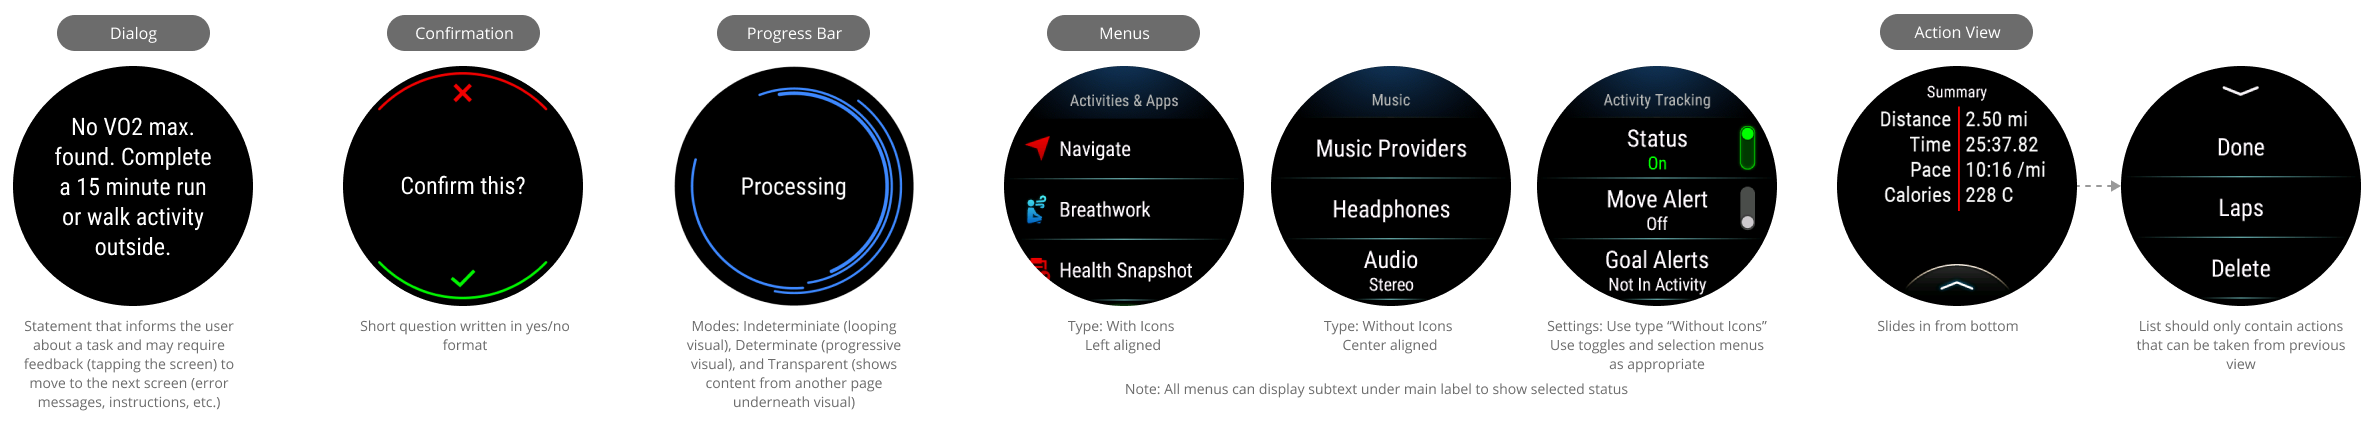 Dialog
No VO2 max.
found. Complete
a 15 minute run
or walk activity
outside.
Statement that informs the user
about a task and may require
feedback (tapping the screen) to
move to the next screen (error
messages, instructions, etc.)
Confirmation
Confirm this?
Short question written in yes/no
format
Progress Bar
Processing
Modes: Indeterminiate (looping
visual), Determinate (progressive
visual), and Transparent (shows
content from another page
underneath visual)
Menus
Activities & Apps
Navigate
Breathwork
Health Snapshot
Type: With Icons
Left aligned
Music
Music Providers
Headphones
Audio
Stereo
Type: Without Icons
Center aligned
Activity Tracking
Status
On
Move Alert
Off
Goal Alerts
Not In Activity
Settings: Use type “Without Icons”
Use toggles and selection menus
as appropriate
Note: All menus can display subtext under main label to show selected status
Action View
Summary
Distance 2.50 mi
Time 25:37.82
Pace 10:16 /mi
Calories 228 C
Slides in from bottom
Done
Laps
Delete
List should only contain actions
that can be taken from previous
view